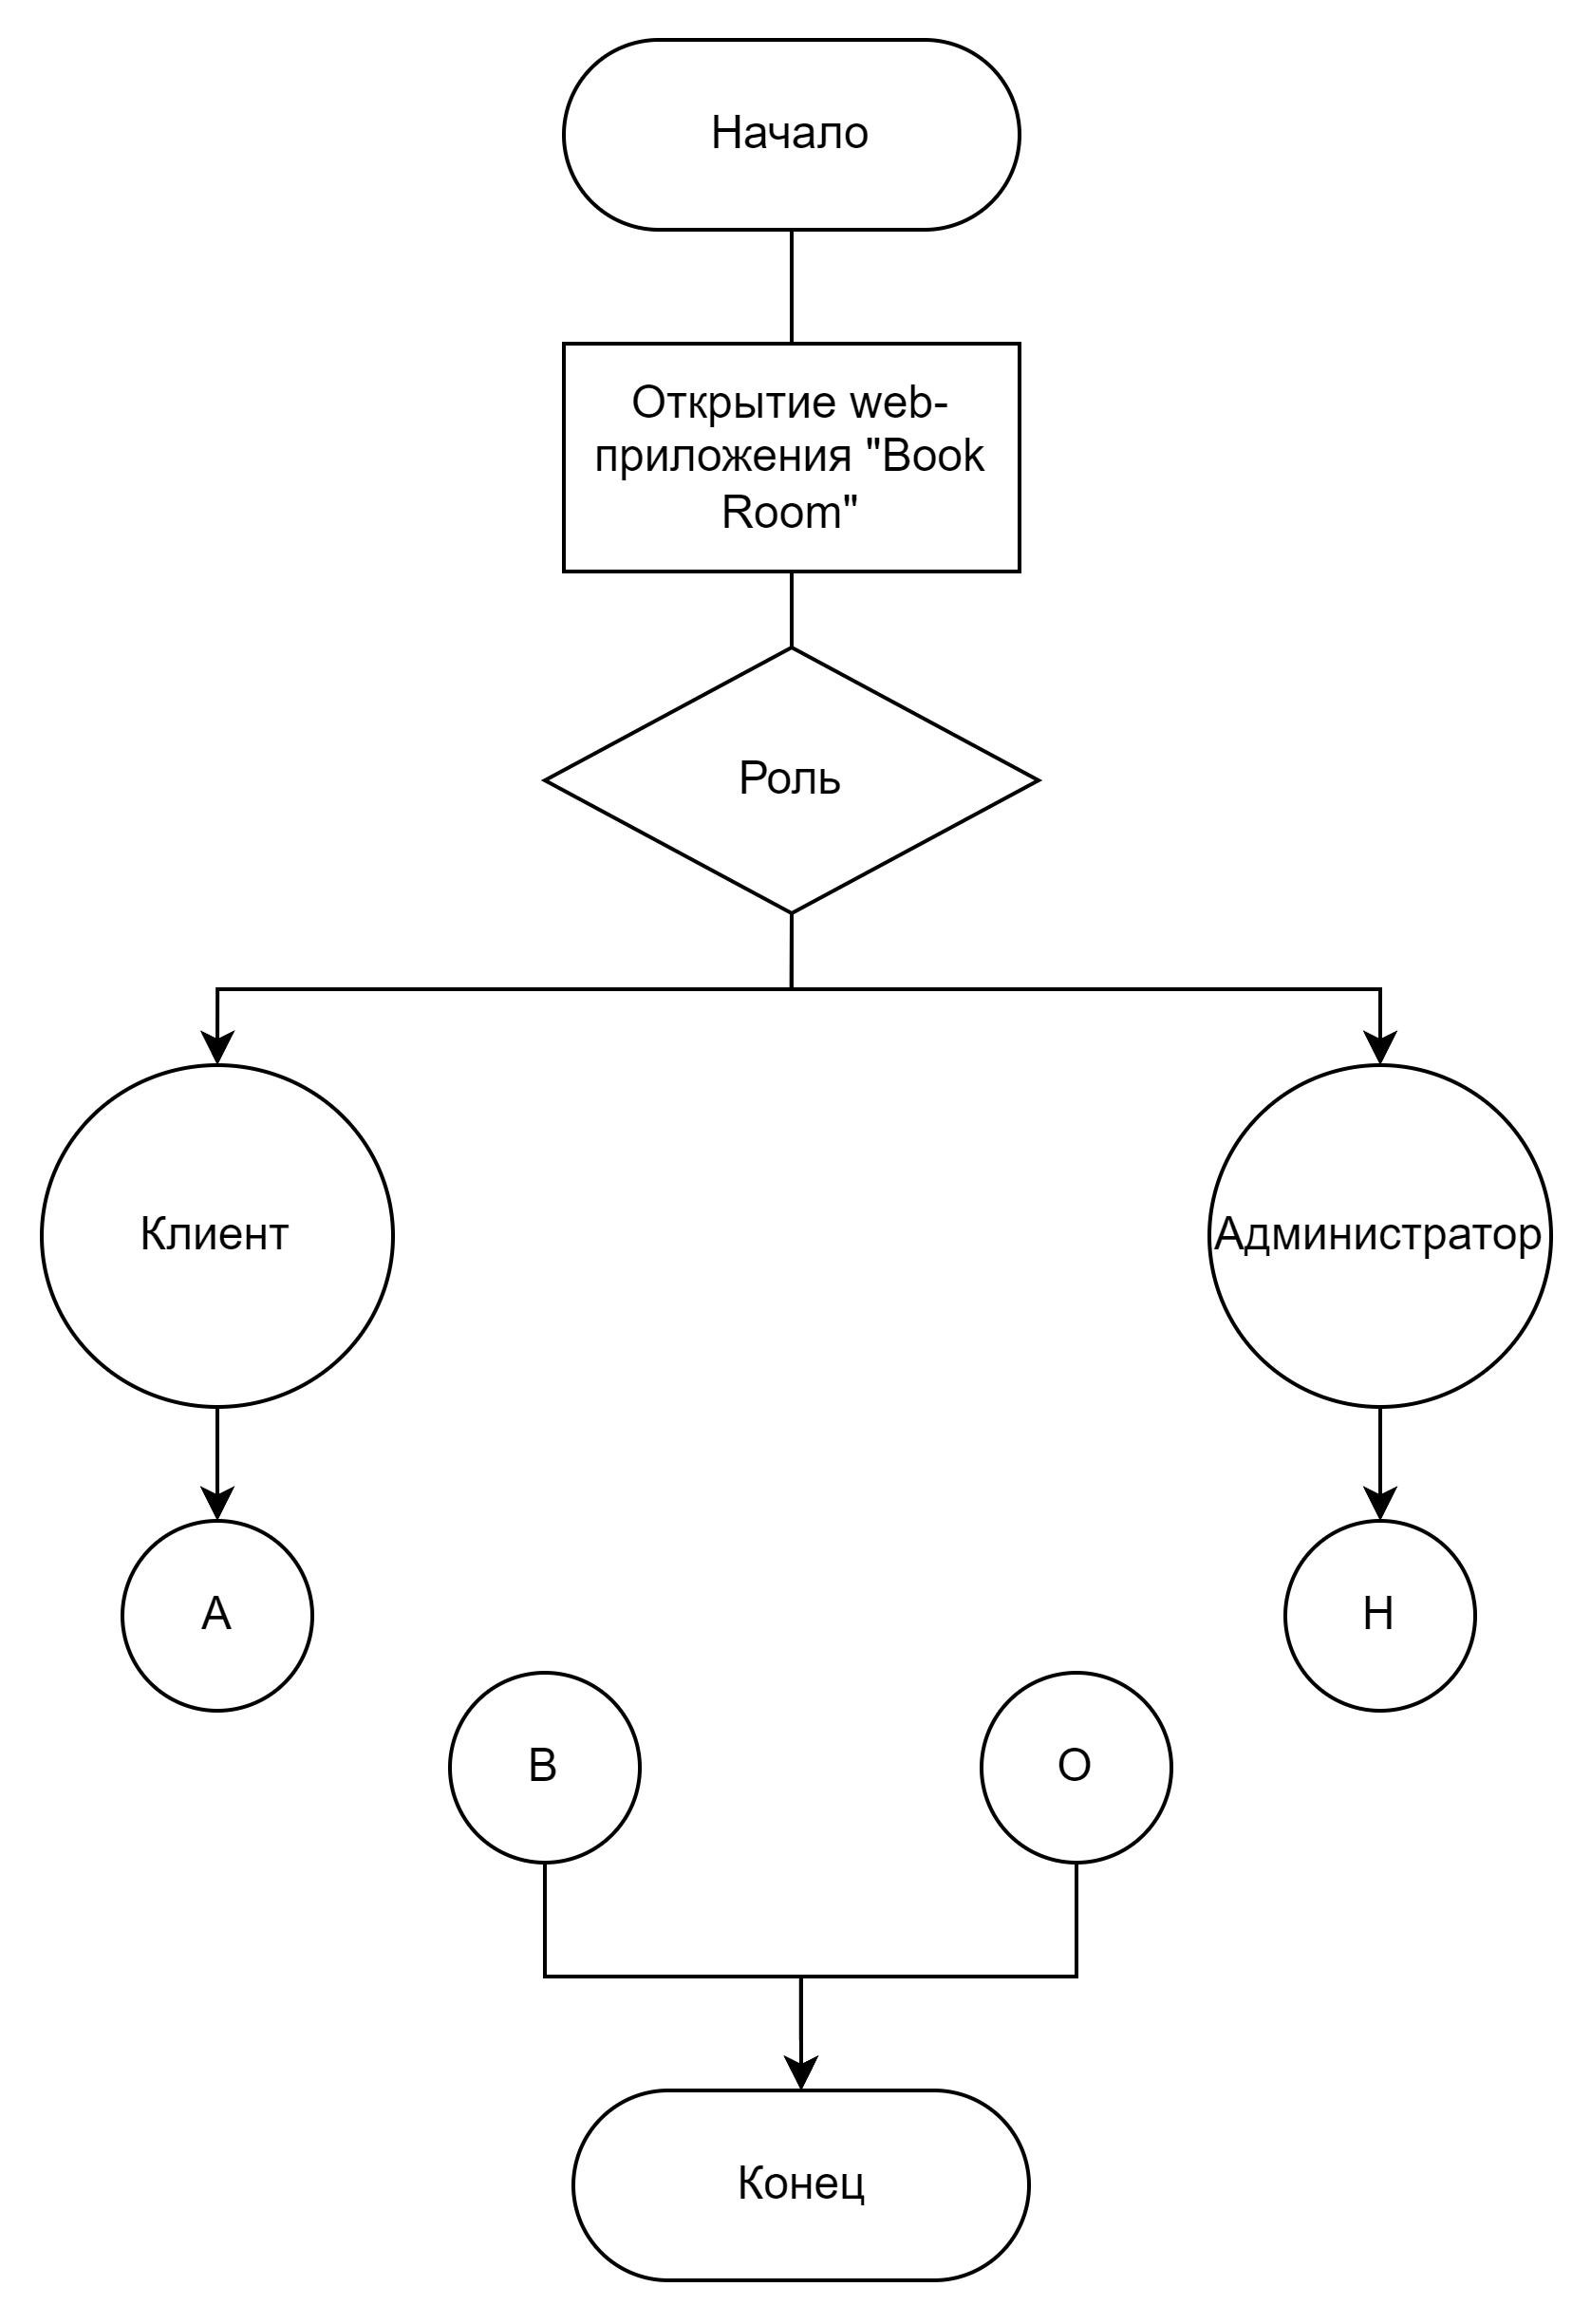 Начало
Открытие web-
приложения "Book
Room"
Роль
Клиент
Администратор
А
Н
В
О
Конец